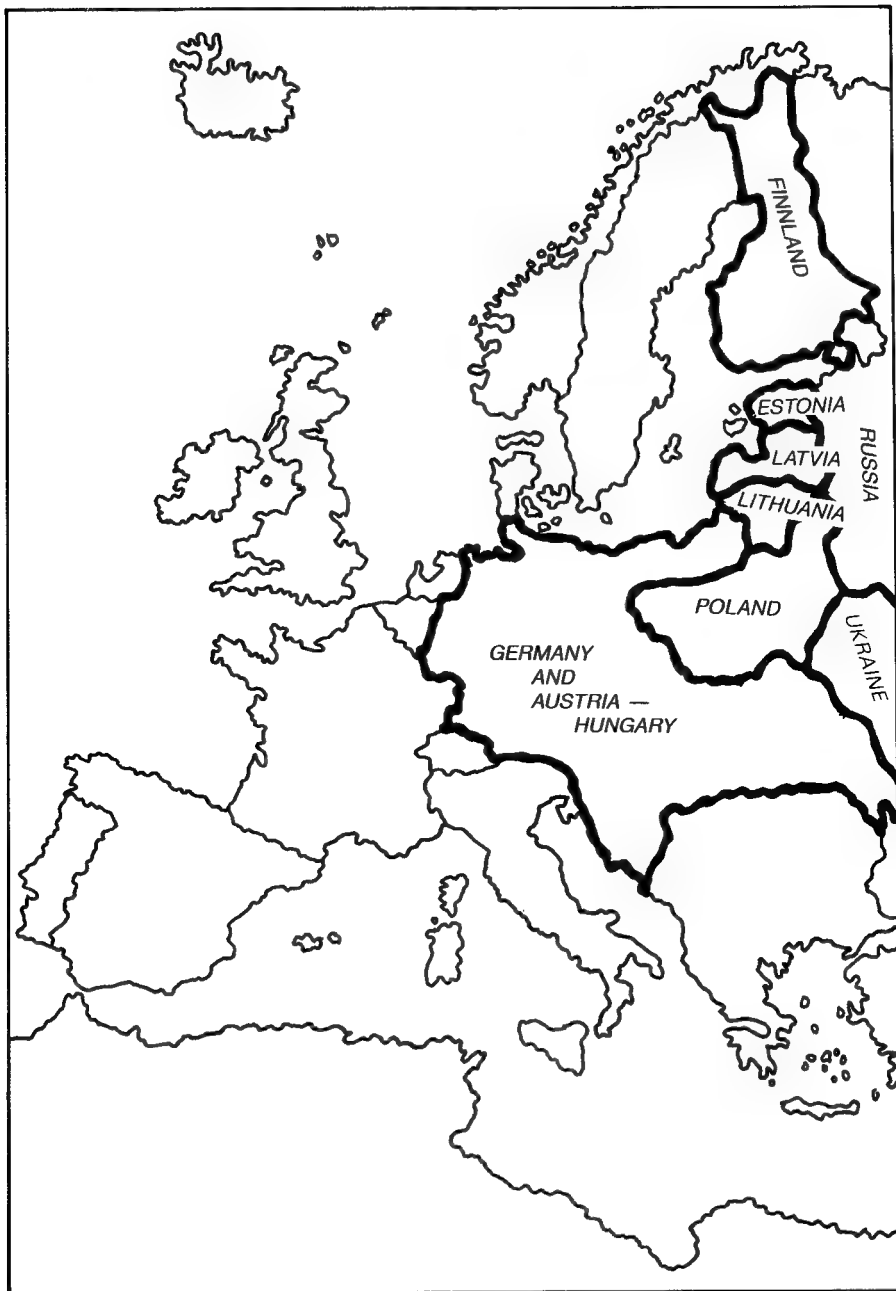 FINNLAND
ESTONIA
LATVIA
LITHUANIA
RUSSIA
POLAND
UKRAINE
GERMANY
AND
AUSTRIA —
HUNGARY